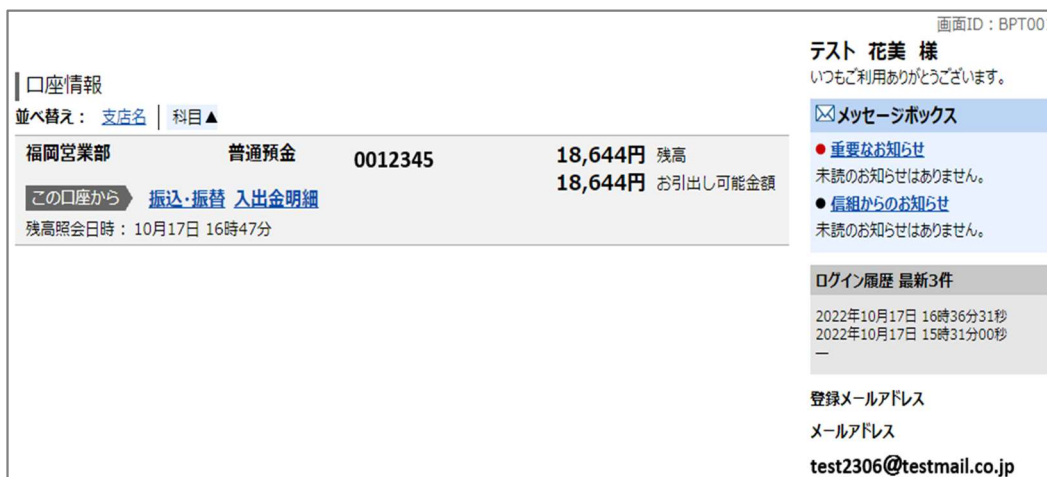 画面ID：BPT001
口座情報
並べ替え： 支店名 科目▲
福岡営業部 普通預金 0012345 18,644円 残高
18,644円 お引出し可能金額
この口座から 振込・振替 入出金明細
残高照会日時： 10月17日 16時47分
テスト 花美 様
いつもご利用ありがとうございます。
メッセージボックス
● 重要なお知らせ
未読のお知らせはありません。
● 信組からのお知らせ
未読のお知らせはありません。
ログイン履歴 最新3件
2022年10月17日 16時36分31秒
2022年10月17日 15時31分00秒
―
登録メールアドレス
メールアドレス
test2306@testmail.co.jp